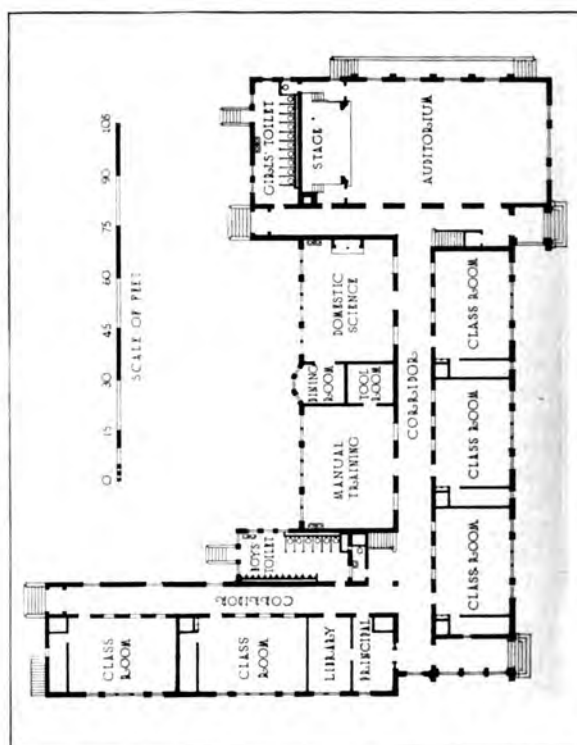 0 15 30 45 60 75 90 105
SCALE OF FEET
GIRLS' TOILET
STAGE
AUDITORIUM
DOMESTIC
SCIENCE
DINING
ROOM
TOOL
ROOM
MANUAL
TRAINING
CORRIDOR
CLASS ROOM
CLASS ROOM
CLASS ROOM
BOYS'
TOILET
CORRIDOR
CLASS
ROOM
CLASS
ROOM
LIBRARY
PRINCIPAL